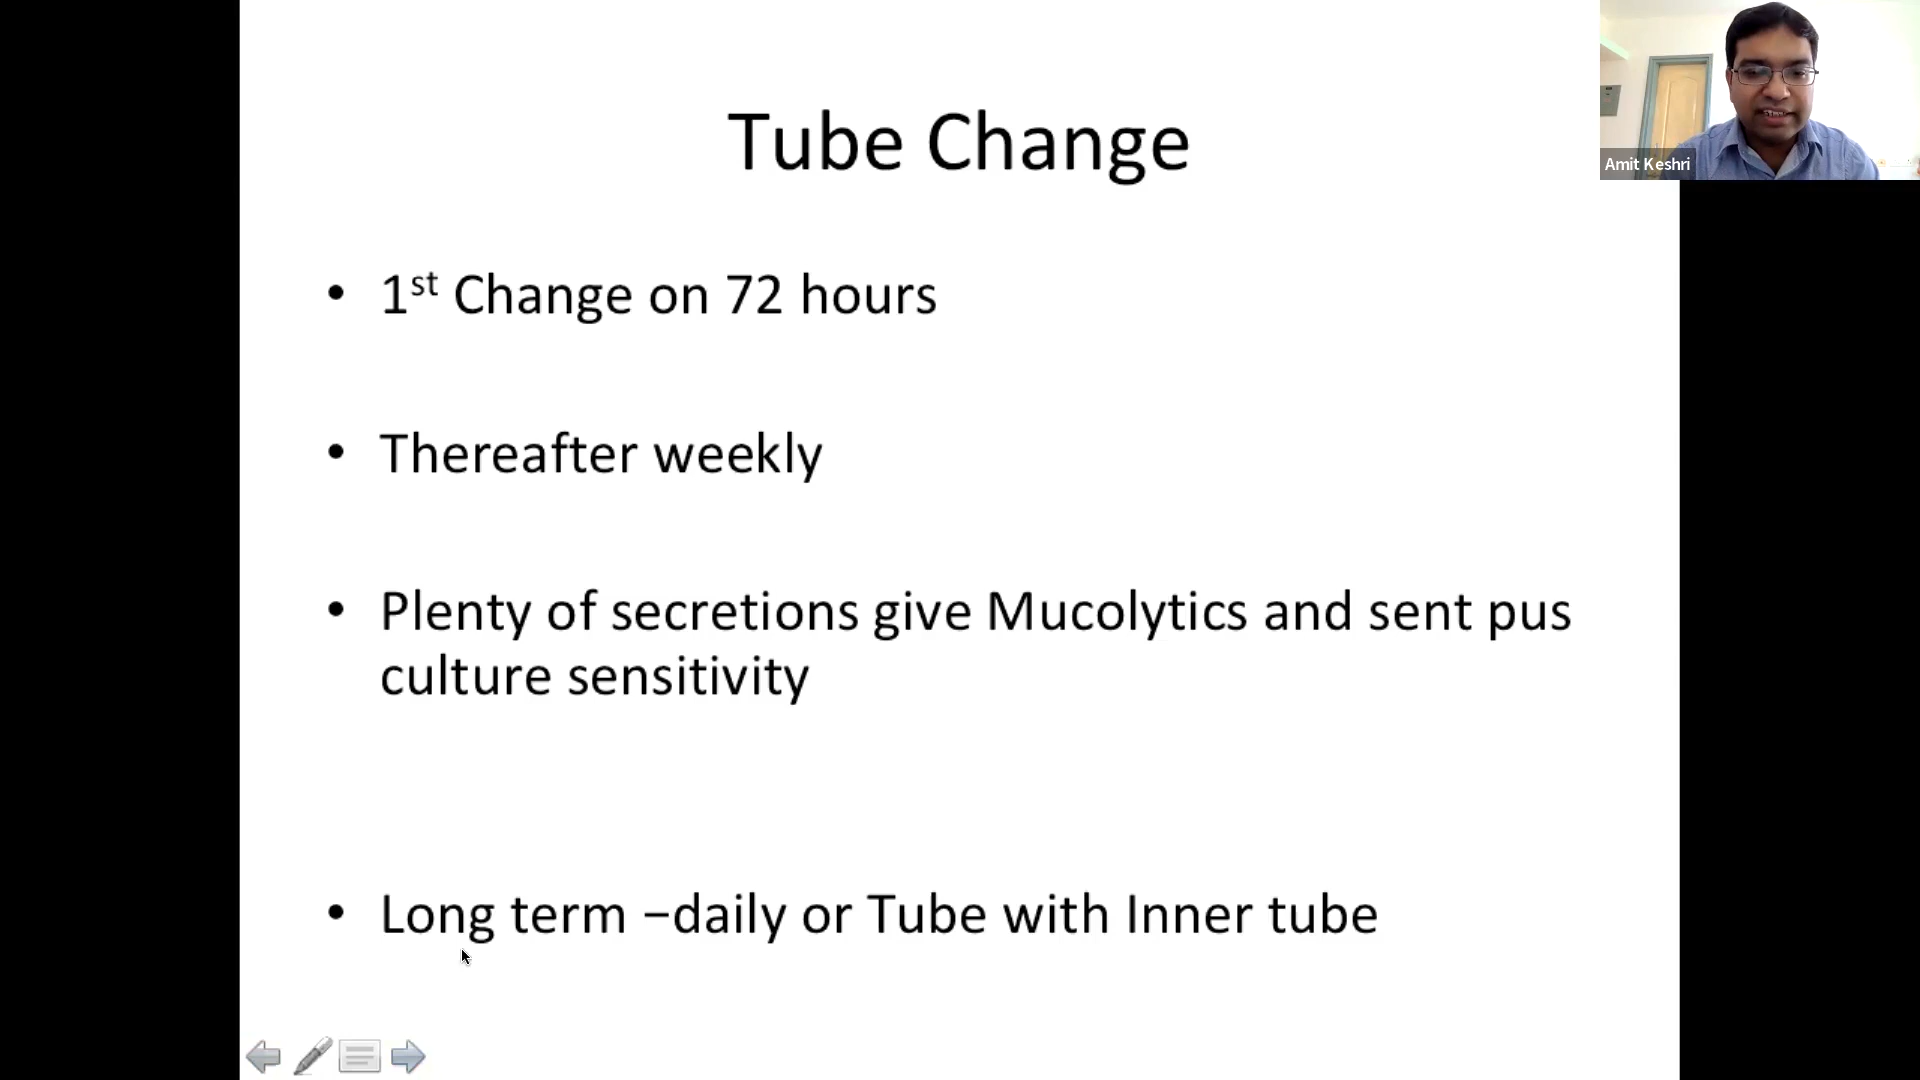 Tube Change
Amit Keshri
• 1st Change on 72 hours
• Thereafter weekly
• Plenty of secretions give Mucolytics and sent pus
culture sensitivity
• Long term –daily or Tube with Inner tube